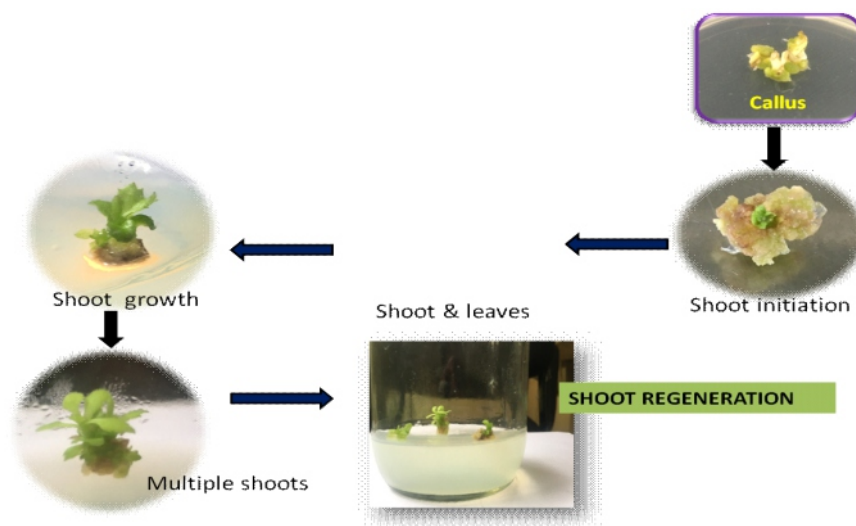 Callus
Shoot growth
Shoot & leaves
Shoot initiation
SHOOT REGENERATION
Multiple shoots